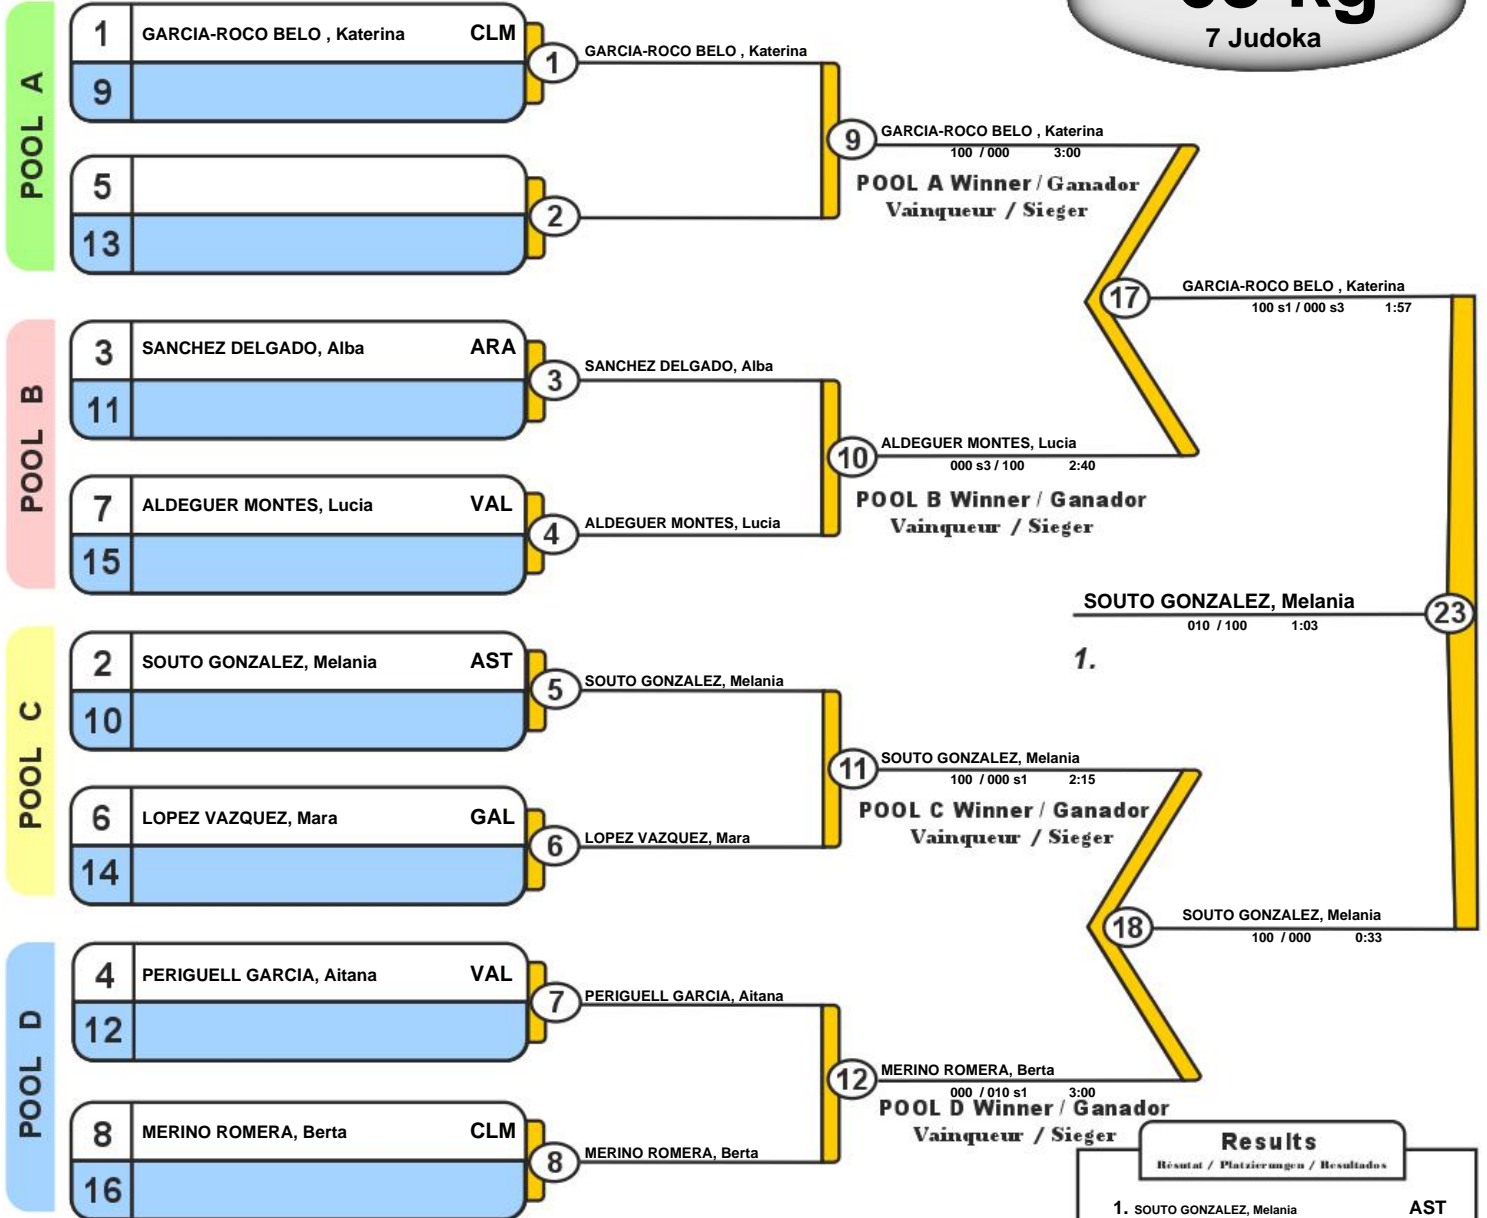 kg
7 Judoka
POOL A
1 GARCIA-ROCO BELO , Katerina CLM
9
1
GARCIA-ROCO BELO , Katerina
5
13
2
9
GARCIA-ROCO BELO , Katerina
100 / 000 3:00
POOL A Winner / Ganador
Vainqueur / Sieger
POOL B
3 SANCHEZ DELGADO, Alba ARA
11
3
SANCHEZ DELGADO, Alba
7 ALDEGUER MONTES, Lucia VAL
15
4
ALDEGUER MONTES, Lucia
10
ALDEGUER MONTES, Lucia
000 s3 / 100 2:40
POOL B Winner / Ganador
Vainqueur / Sieger
17
GARCIA-ROCO BELO , Katerina
100 s1 / 000 s3 1:57
POOL C
2 SOUTO GONZALEZ, Melania AST
10
5
SOUTO GONZALEZ, Melania
6 LOPEZ VAZQUEZ, Mara GAL
14
6
LOPEZ VAZQUEZ, Mara
11
SOUTO GONZALEZ, Melania
100 / 000 s1 2:15
POOL C Winner / Ganador
Vainqueur / Sieger
POOL D
4 PERIGUELL GARCIA, Aitana VAL
12
7
PERIGUELL GARCIA, Aitana
8 MERINO ROMERA, Berta CLM
16
8
MERINO ROMERA, Berta
12
MERINO ROMERA, Berta
000 / 010 s1 3:00
POOL D Winner / Ganador
Vainqueur / Sieger
18
SOUTO GONZALEZ, Melania
100 / 000 0:33
SOUTO GONZALEZ, Melania
010 / 100 1:03
23
1.
Results
Résutat / Platzierungen / Resultados
1. SOUTO GONZALEZ, Melania AST